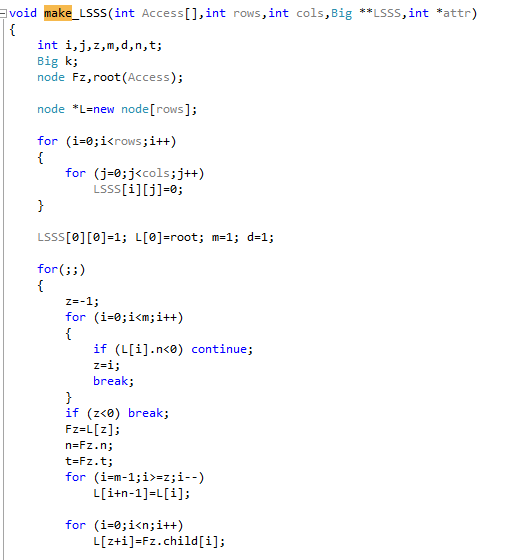 void make_LSSS(int Access[],int rows,int cols,Big **LSSS,int *attr)
{
int i,j,z,m,d,n,t;
Big k;
node Fz,root(Access);
node *L=new node[rows];
for (i=0;i<rows;i++)
{
for (j=0;j<cols;j++)
LSSS[i][j]=0;
}
LSSS[0][0]=1; L[0]=root; m=1; d=1;
for(;;)
{
z=-1;
for (i=0;i<m;i++)
{
if (L[i].n<0) continue;
z=i;
break;
}
if (z<0) break;
Fz=L[z];
n=Fz.n;
t=Fz.t;
for (i=m-1;i>=z;i--)
L[i+n-1]=L[i];
for (i=0;i<n;i++)
L[z+i]=Fz.child[i];